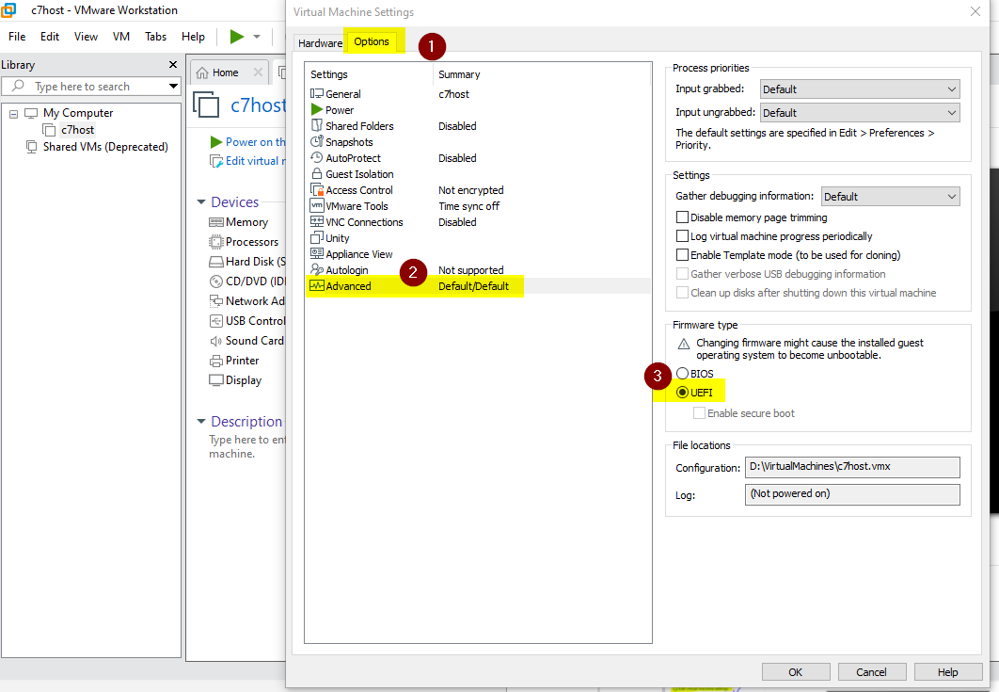 c7host - VMware Workstation
File Edit View VM Tabs Help
Library
Type here to search
My Computer
c7host
Shared VMs (Deprecated)
Home
c7host
Power on th
Edit virtual r
Devices
Memory
Processors
Hard Disk (S
CD/DVD (IDI
Network Ad
USB Control
Sound Card
Printer
Display
Description
Type here to ent
machine.
Virtual Machine Settings
Hardware Options
1
Settings Summary
General c7host
Power
Shared Folders Disabled
Snapshots
AutoProtect Disabled
Guest Isolation
Access Control Not encrypted
vm VMware Tools Time sync off
VNC Connections Disabled
Unity
Appliance View
Autologin Not supported
2
Advanced Default/Default
Process priorities
Input grabbed: Default
Input ungrabbed: Default
The default settings are specified in Edit > Preferences >
Priority.
Settings
Gather debugging information: Default
Disable memory page trimming
Log virtual machine progress periodically
Enable Template mode (to be used for cloning)
Gather verbose USB debugging information
Clean up disks after shutting down this virtual machine
Firmware type
Changing firmware might cause the installed guest
operating system to become unbootable.
3
BIOS
UEFI
Enable secure boot
File locations
Configuration: D:\VirtualMachines\c7host.vmx
Log: (Not powered on)
OK Cancel Help